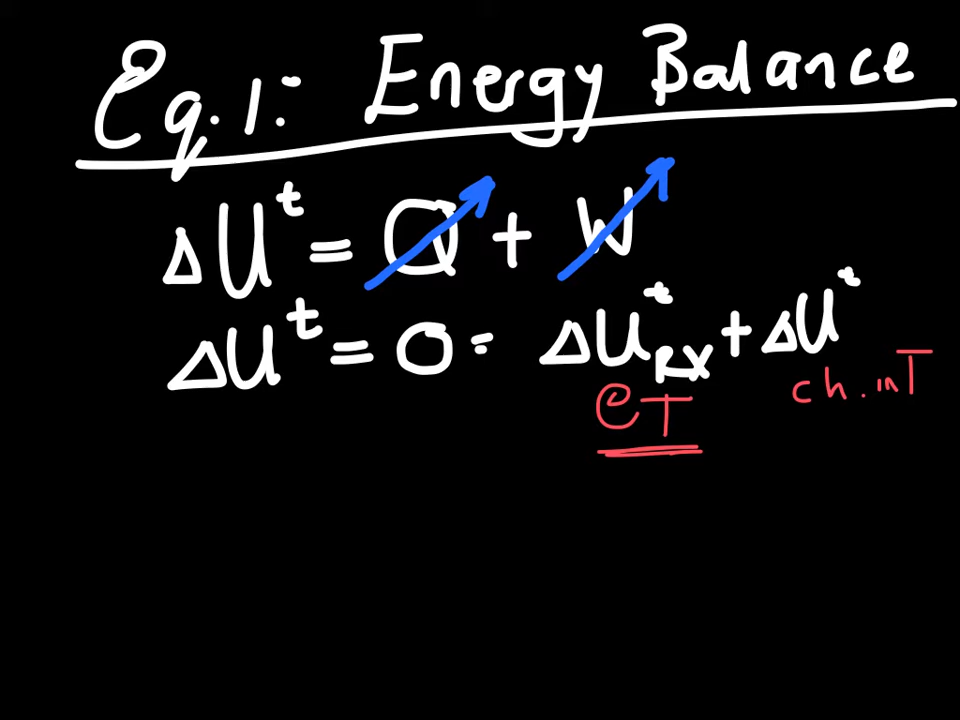 Eq. 1: Energy Balance
ΔU^t = Q + W
ΔU^t = 0 = ΔU^t_RX + ΔU^t
@ T ch. in T